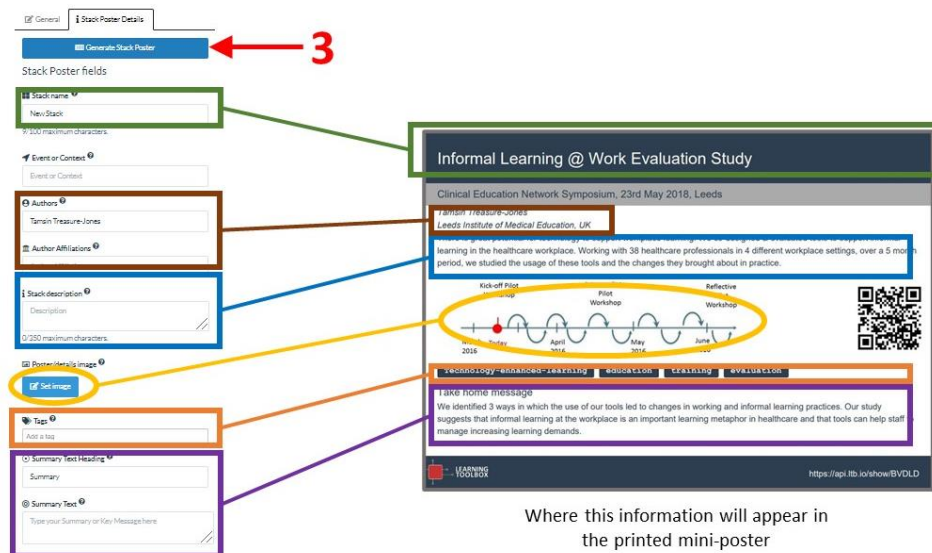 General
Stack Poster Details
Generate Stack Poster
3
Stack Poster fields
Stack name
New Stack
9/100 maximum characters.
Event or Context
Event or Context
Authors
Tamsin Treasure-Jones
Author Affiliations
Stack description
Description
0/350 maximum characters.
Poster/details image
Set image
Tags
Add a tag
Summary Text Heading
Summary
Summary Text
Type your Summary or Key Message here
Informal Learning @ Work Evaluation Study
Clinical Education Network Symposium, 23rd May 2018, Leeds
Tamsin Treasure-Jones
Leeds Institute of Medical Education, UK
learning in the healthcare workplace. Working with 38 healthcare professionals in 4 different workplace settings, over a 5 month
period, we studied the usage of these tools and the changes they brought about in practice.
Kick-off Pilot
Workshop
Pilot
Workshop
Reflective
Workshop
Today
2016
April
2016
May
2016
June
technology-enhanced-learning education training evaluation
Take home message
We identified 3 ways in which the use of our tools led to changes in working and informal learning practices. Our study
suggests that informal learning at the workplace is an important learning metaphor in healthcare and that tools can help staff
manage increasing learning demands.
LEARNING
TOOLBOX
https://api.ltb.io/show/BVDLD
Where this information will appear in
the printed mini-poster